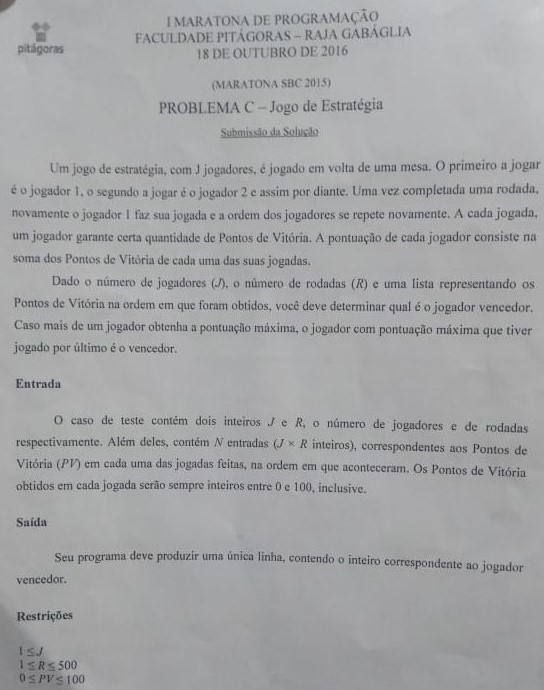 I MARATONA DE PROGRAMAÇÃO
FACULDADE PITÁGORAS – RAJA GABÁGLIA
18 DE OUTUBRO DE 2016
pitágoras
(MARATONA SBC 2015)
PROBLEMA C – Jogo de Estratégia
Submissão da Solução
Um jogo de estratégia, com J jogadores, é jogado em volta de uma mesa. O primeiro a jogar
é o jogador 1, o segundo a jogar é o jogador 2 e assim por diante. Uma vez completada uma rodada,
novamente o jogador 1 faz sua jogada e a ordem dos jogadores se repete novamente. A cada jogada,
um jogador garante certa quantidade de Pontos de Vitória. A pontuação de cada jogador consiste na
soma dos Pontos de Vitória de cada uma das suas jogadas.
Dado o número de jogadores (J), o número de rodadas (R) e uma lista representando os
Pontos de Vitória na ordem em que foram obtidos, você deve determinar qual é o jogador vencedor.
Caso mais de um jogador obtenha a pontuação máxima, o jogador com pontuação máxima que tiver
jogado por último é o vencedor.
Entrada
O caso de teste contém dois inteiros J e R, o número de jogadores e de rodadas
respectivamente. Além deles, contém N entradas (J × R inteiros), correspondentes aos Pontos de
Vitória (PV) em cada uma das jogadas feitas, na ordem em que aconteceram. Os Pontos de Vitória
obtidos em cada jogada serão sempre inteiros entre 0 e 100, inclusive.
Saída
Seu programa deve produzir uma única linha, contendo o inteiro correspondente ao jogador
vencedor.
Restrições
1 ≤ J
1 ≤ R ≤ 500
0 ≤ PV ≤ 100